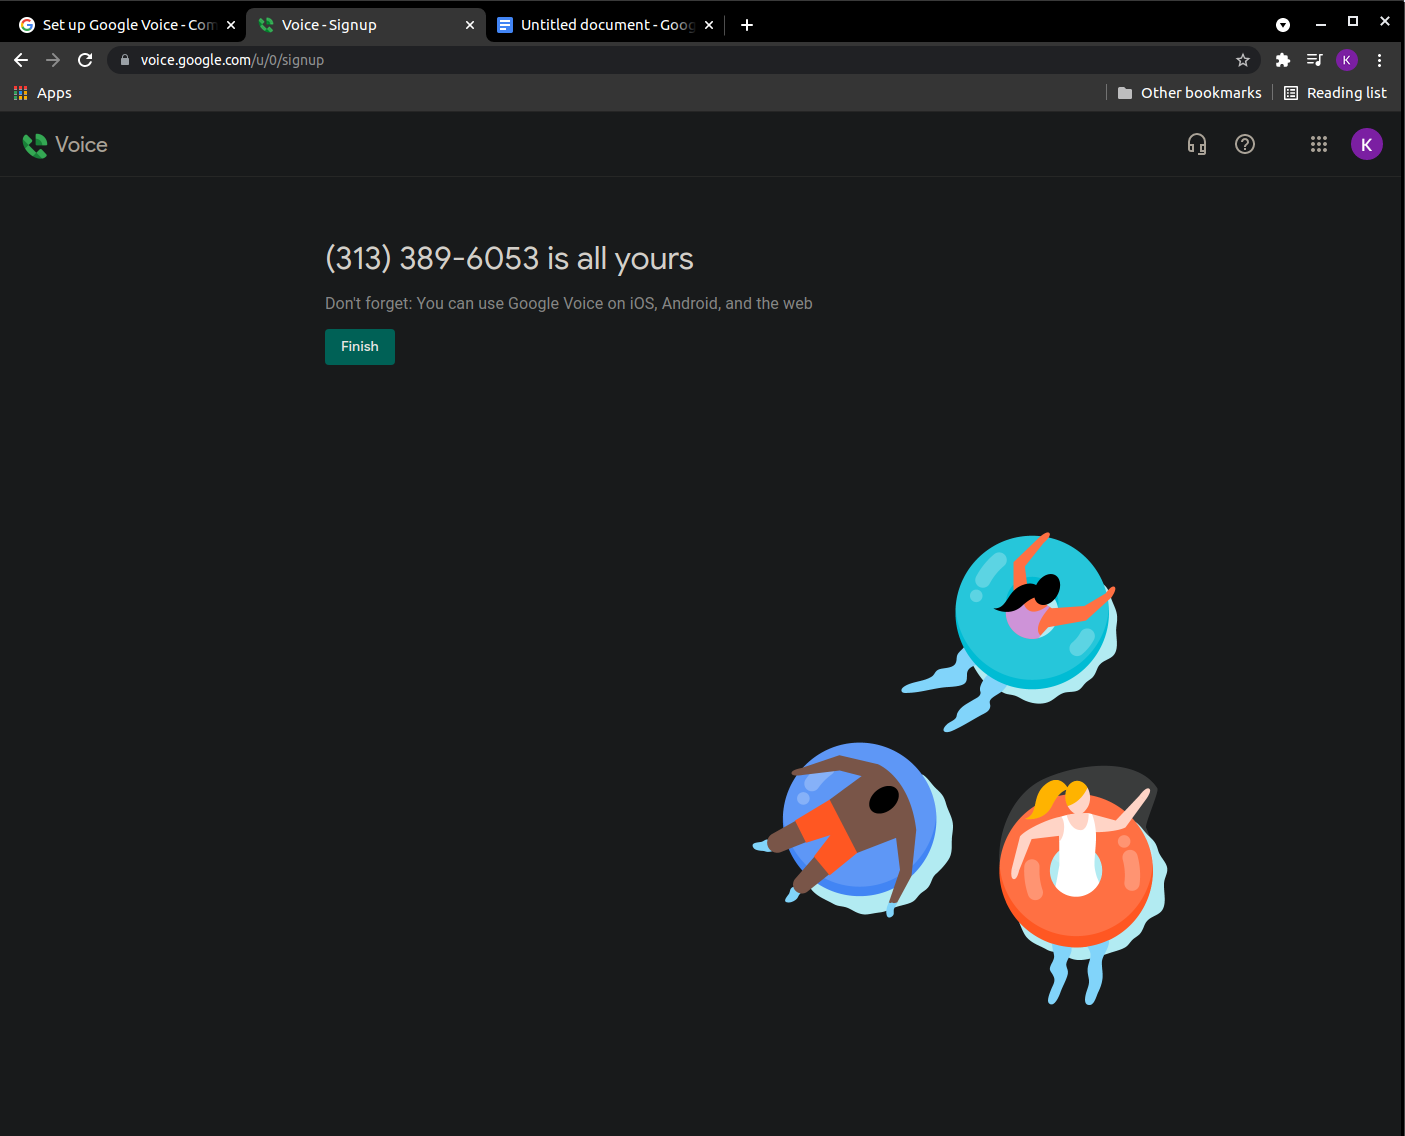 Set up Google Voice - Com
Voice - Signup
Untitled document - Goog
voice.google.com/u/0/signup
K
Apps
Other bookmarks
Reading list
Voice
K
(313) 389-6053 is all yours
Don't forget: You can use Google Voice on iOS, Android, and the web
Finish